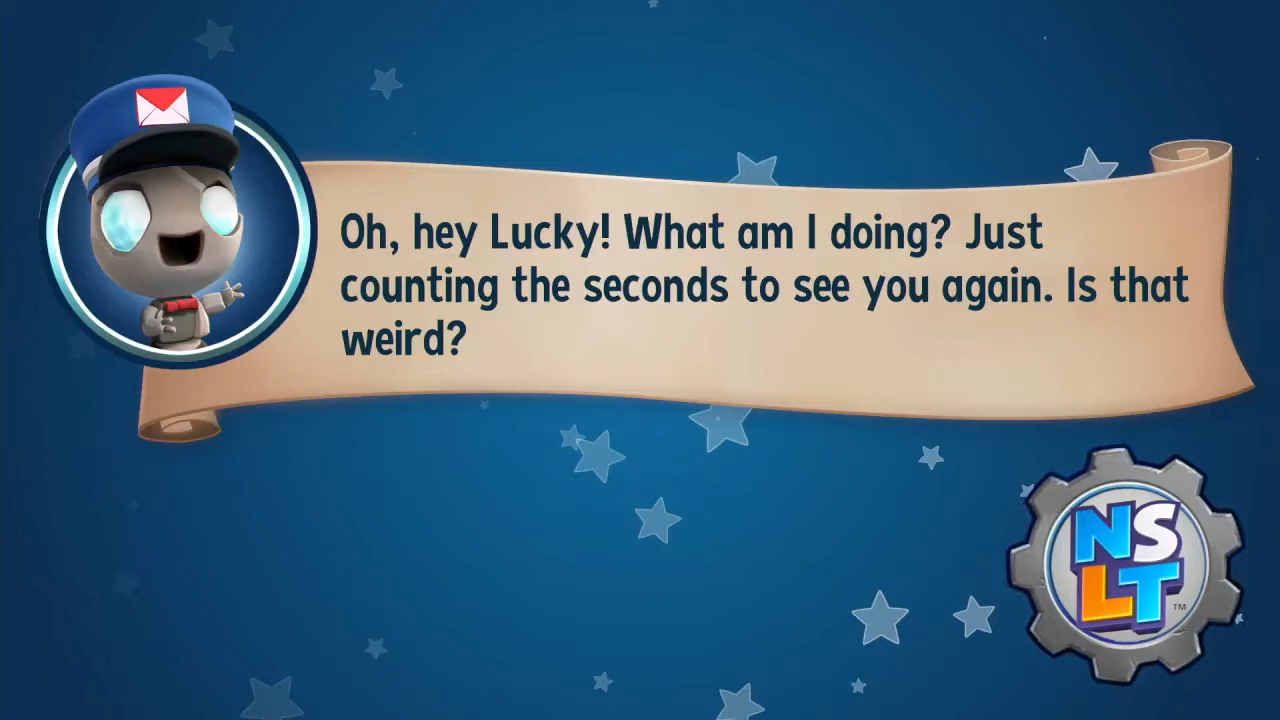 Oh, hey Lucky! What am I doing? Just
counting the seconds to see you again. Is that
weird?
NS
LT
TM